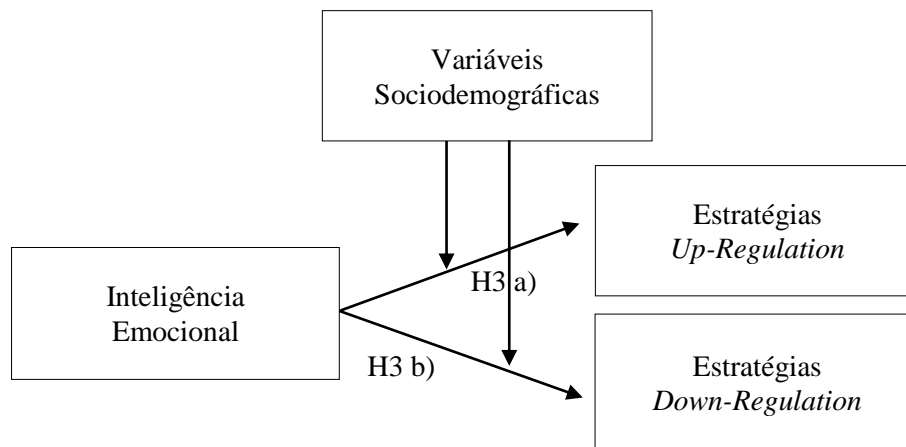 Variáveis
Sociodemográficas
Estratégias
Up-Regulation
H3 a)
Inteligência
Emocional
H3 b)
Estratégias
Down-Regulation